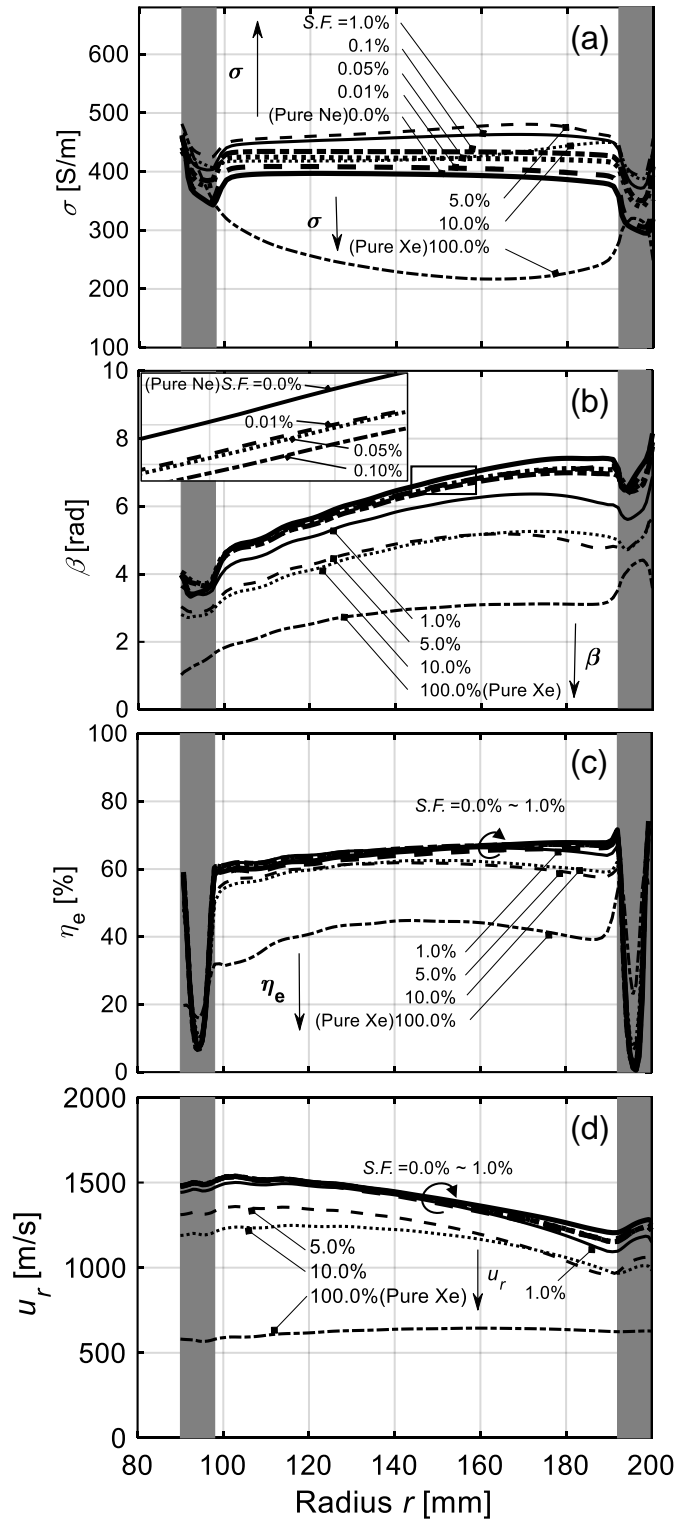 (a)
S.F. =1.0%
0.1%
0.05%
0.01%
(Pure Ne)0.0%
σ
σ
5.0%
10.0%
(Pure Xe)100.0%
σ [S/m]
600
500
400
300
200
100
(b)
(Pure Ne)S.F.=0.0%
0.01%
0.05%
0.10%
1.0%
5.0%
10.0%
100.0%(Pure Xe)
β
β [rad]
10
8
6
4
2
0
(c)
S.F. =0.0% ~ 1.0%
1.0%
5.0%
10.0%
(Pure Xe)100.0%
ηe
ηe [%]
100
80
60
40
20
0
(d)
S.F. =0.0% ~ 1.0%
5.0%
10.0%
100.0%(Pure Xe)
ur
1.0%
ur [m/s]
2000
1500
1000
500
0
80 100 120 140 160 180 200
Radius r [mm]